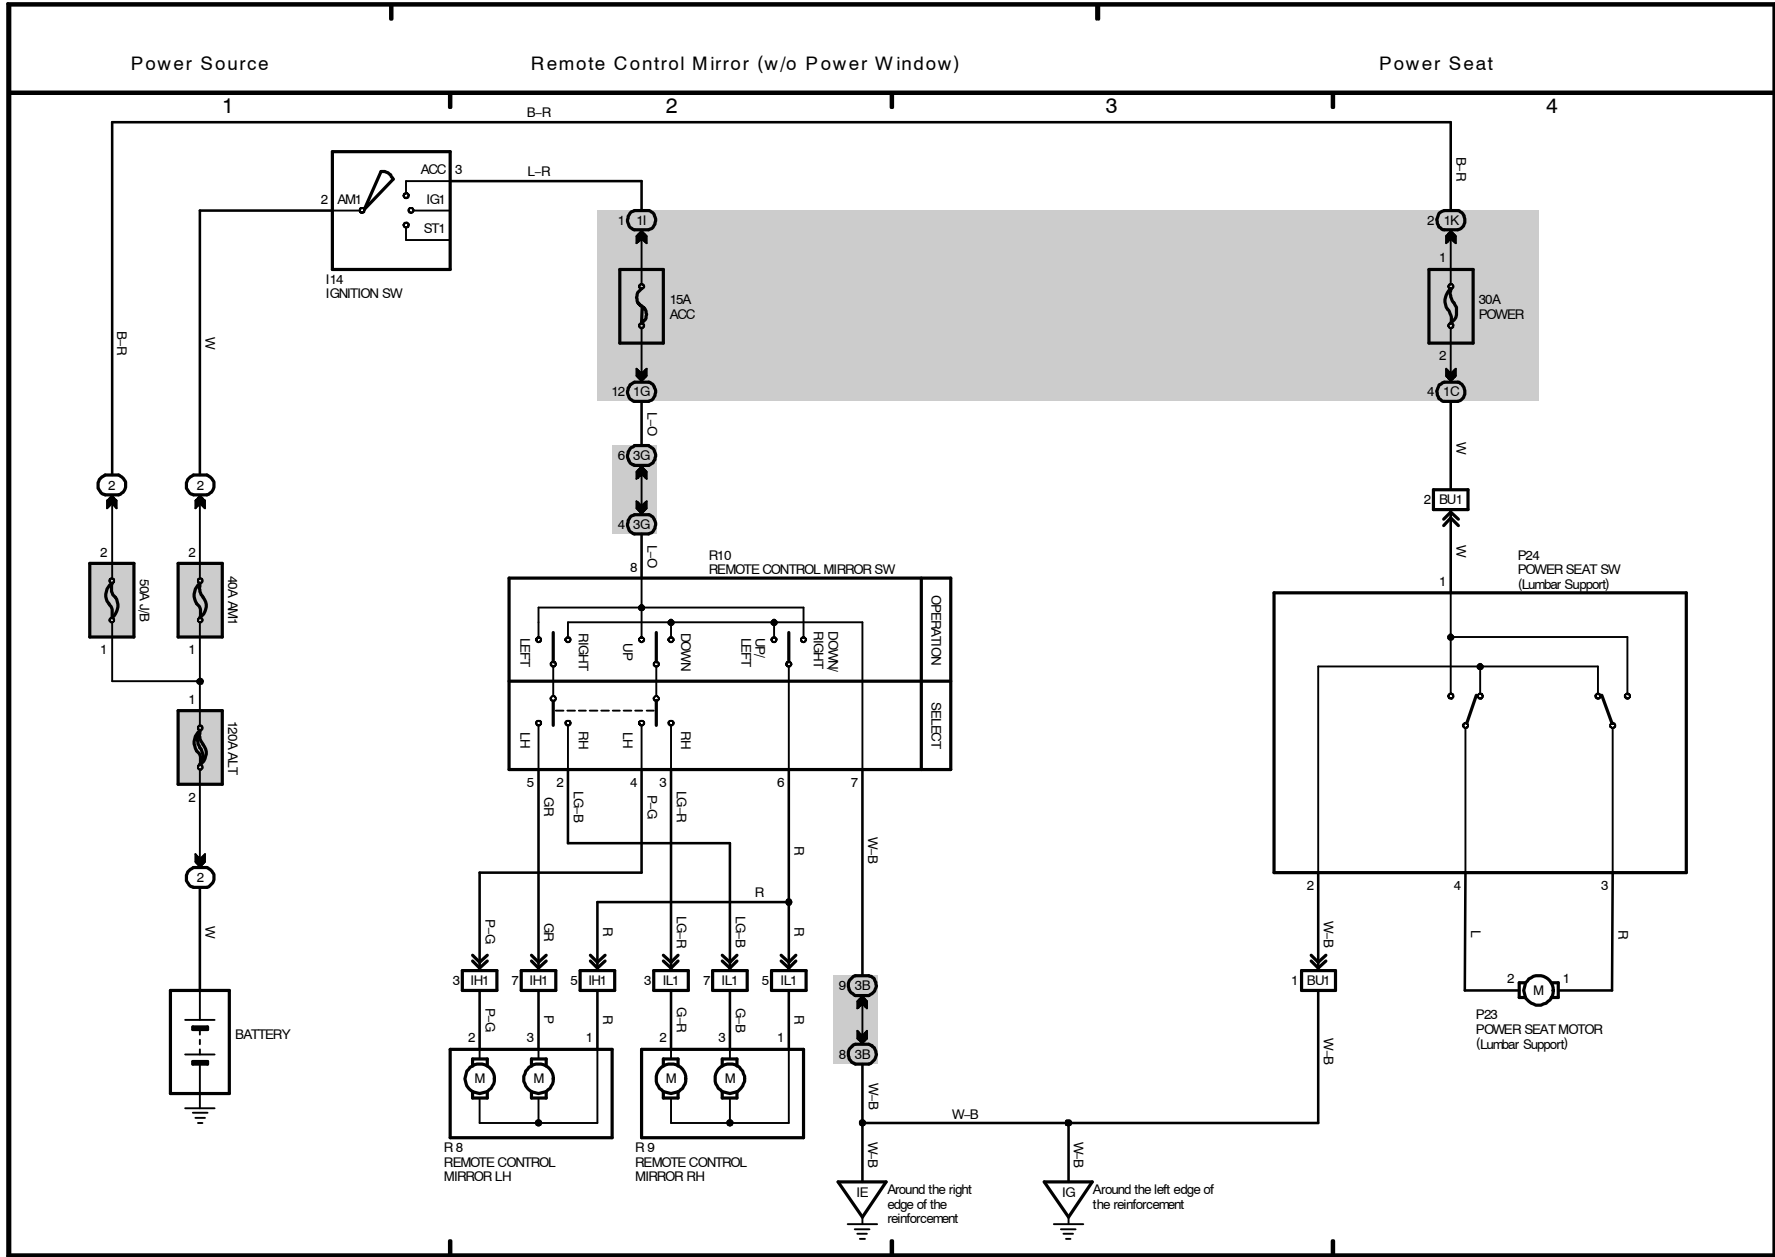 Power Source
Remote Control Mirror (w/o Power Window)
Power Seat
1
2
3
4
B–R
B–R
L–R
ACC 3
2 AM1
IG1
ST1
I14
IGNITION SW
1 1I
2 1K
1
15A
ACC
30A
POWER
2
12 1G
4 1C
B–R
W
L–O
W
6 3G
4 3G
L–O
2
2
2 BU1
W
2
2
50A J/B
40A AM1
1
1
1
120A ALT
2
2
W
BATTERY
R10
REMOTE CONTROL MIRROR SW
8
OPERATION
LEFT
RIGHT
UP
DOWN
UP/
LEFT
DOWN/
RIGHT
SELECT
LH
RH
LH
RH
5
2
4
3
6
7
GR
LG–B
P–G
LG–R
R
W–B
R
P–G
GR
R
LG–R
LG–B
R
3 IH1
7 IH1
5 IH1
3 IL1
7 IL1
5 IL1
9 3B
P–G
P
R
G–R
G–B
R
2
3
1
2
3
1
8 3B
M
M
M
M
R 8
REMOTE CONTROL
MIRROR LH
R 9
REMOTE CONTROL
MIRROR RH
W–B
W–B
W–B
W–B
IE
Around the right
edge of the
reinforcement
IG
Around the left edge of
the reinforcement
P24
POWER SEAT SW
(Lumbar Support)
1
2
4
3
W–B
L
R
1 BU1
2
M
1
P23
POWER SEAT MOTOR
(Lumbar Support)
W–B